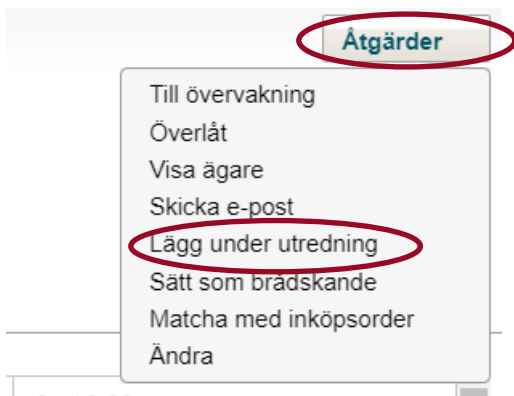 Åtgärder
Till övervakning
Överlåt
Visa ägare
Skicka e-post
Lägg under utredning
Sätt som brådskande
Matcha med inköpsorder
Ändra